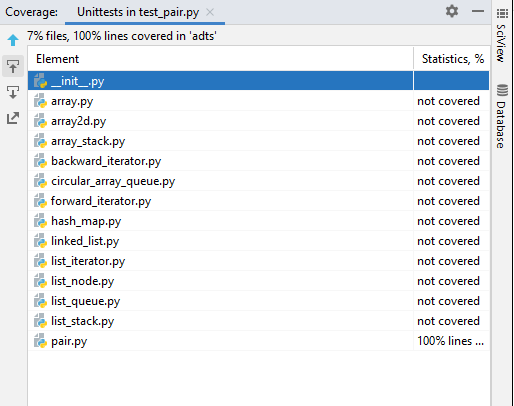 Coverage: Unittests in test_pair.py ×
7% files, 100% lines covered in 'adts'
Element Statistics, %
__init__.py
array.py not covered
array2d.py not covered
array_stack.py not covered
backward_iterator.py not covered
circular_array_queue.py not covered
forward_iterator.py not covered
hash_map.py not covered
linked_list.py not covered
list_iterator.py not covered
list_node.py not covered
list_queue.py not covered
list_stack.py not covered
pair.py 100% lines ...
SciView
Database